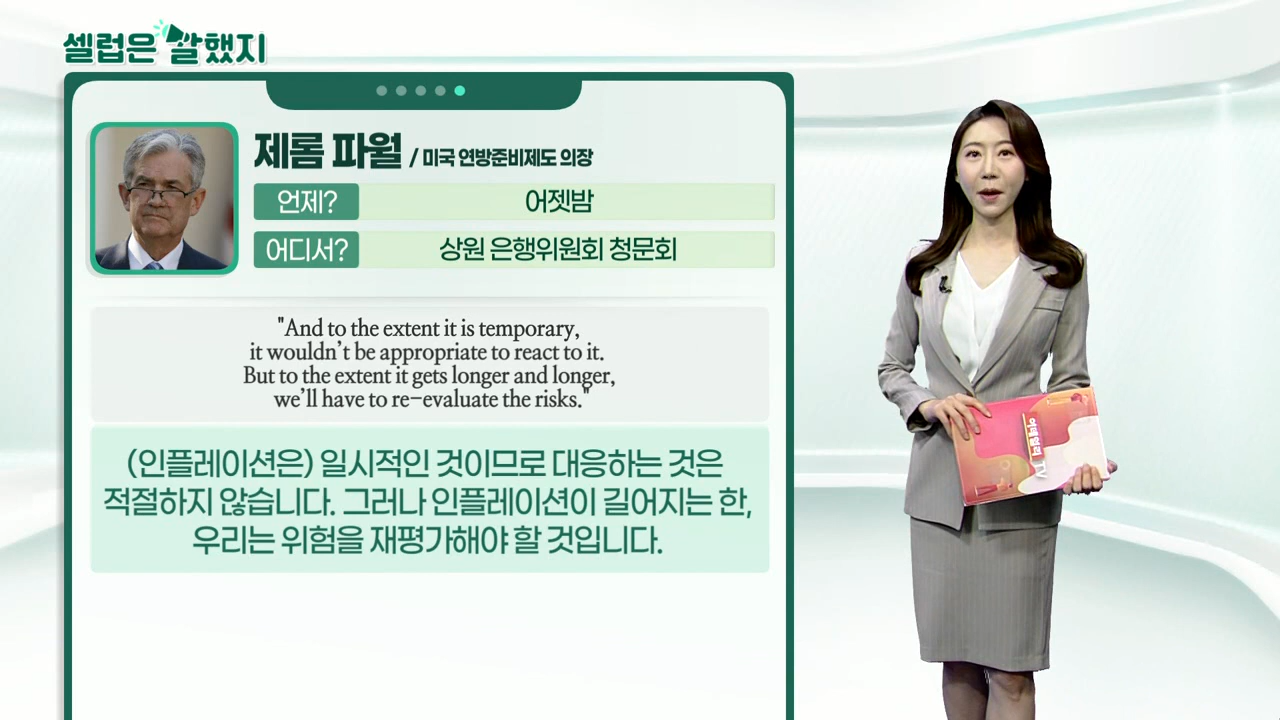 셀럽은 말했지
제롬 파월 / 미국 연방준비제도 의장
언제? 어젯밤
어디서? 상원 은행위원회 청문회
"And to the extent it is temporary,
it wouldn't be appropriate to react to it.
But to the extent it gets longer and longer,
we'll have to re-evaluate the risks."
(인플레이션은) 일시적인 것이므로 대응하는 것은
적절하지 않습니다. 그러나 인플레이션이 길어지는 한,
우리는 위험을 재평가해야 할 것입니다.
이데일리 TV